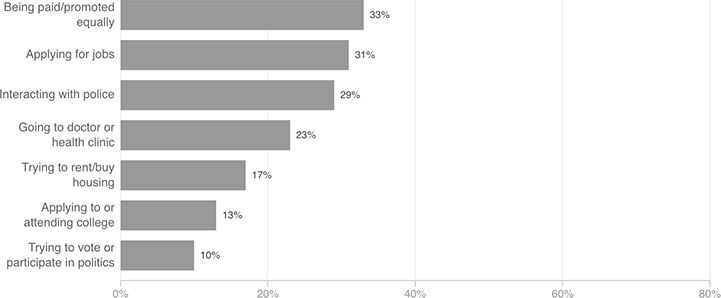 Being paid/promoted
equally
33%
Applying for jobs
31%
Interacting with police
29%
Going to doctor or
health clinic
23%
Trying to rent/buy
housing
17%
Applying to or
attending college
13%
Trying to vote or
participate in politics
10%
0%
20%
40%
60%
80%